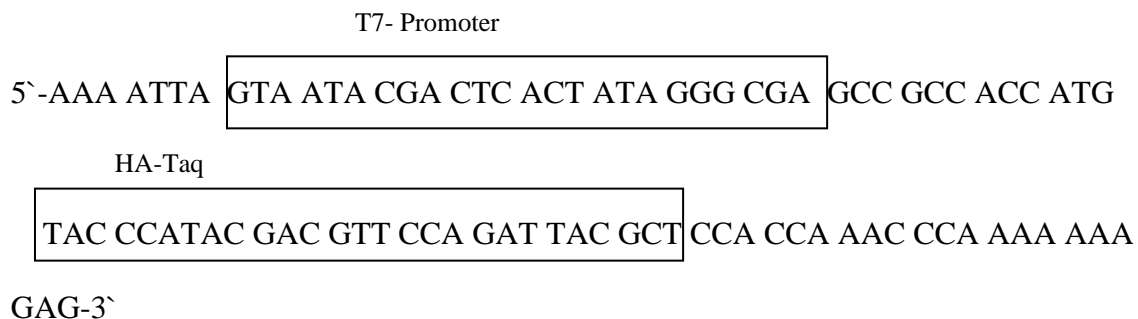 T7- Promoter
5`-AAA ATTA GTA ATA CGA CTC ACT ATA GGG CGA GCC GCC ACC ATG
HA-Taq
TAC CCATAC GAC GTT CCA GAT TAC GCT CCA CCA AAC CCA AAA AAA
GAG-3`